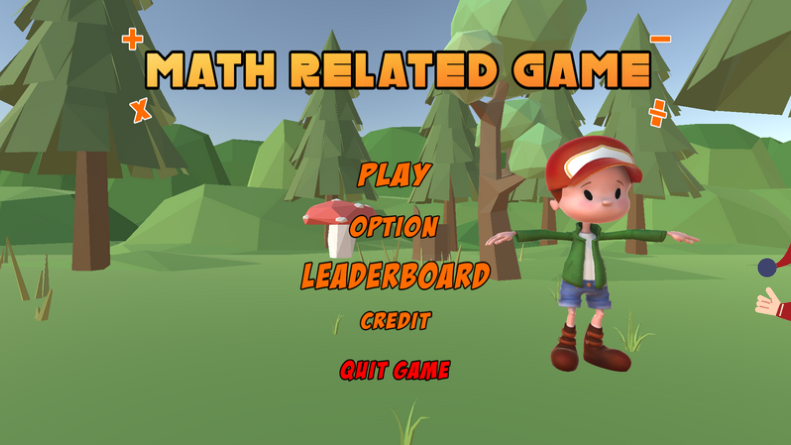 + −
MATH RELATED GAME
x ÷
PLAY
OPTION
LEADERBOARD
CREDIT
QUIT GAME